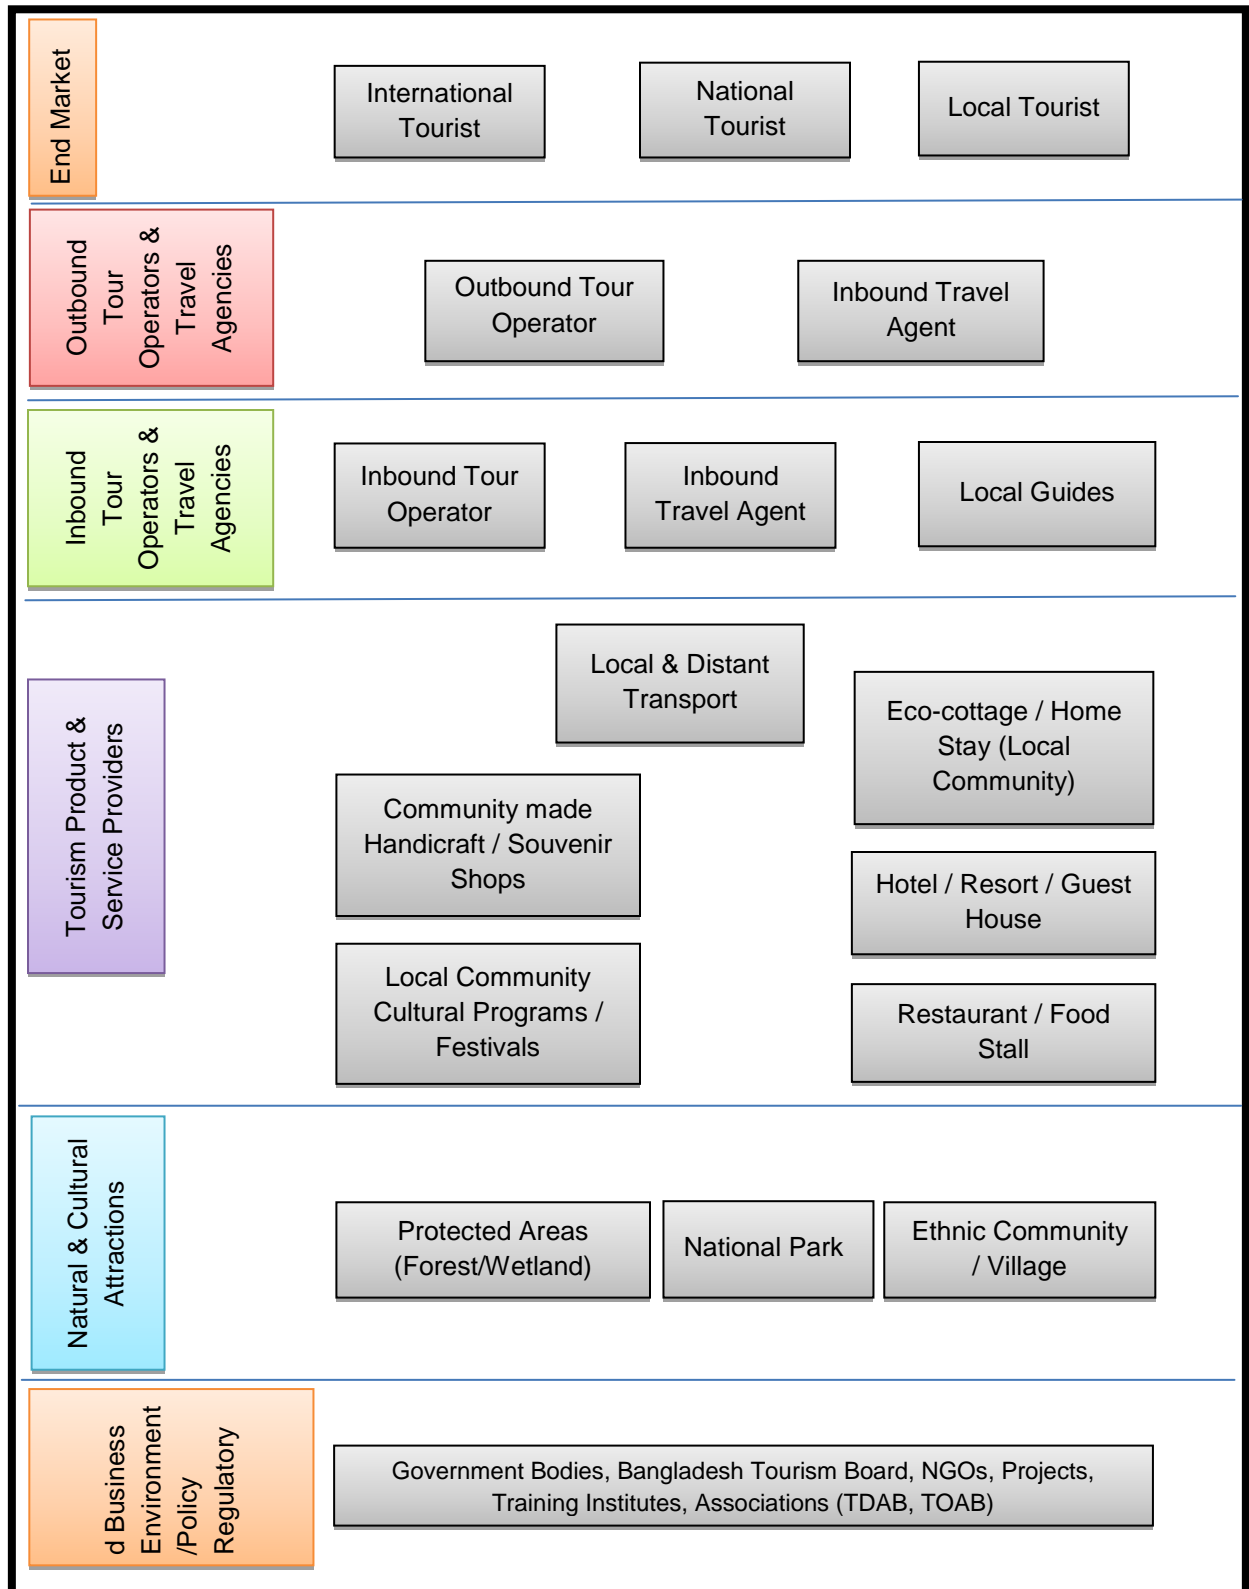 End Market
International
Tourist
National
Tourist
Local Tourist
Outbound
Tour
Operators &
Travel
Agencies
Outbound Tour
Operator
Inbound Travel
Agent
Inbound
Tour
Operators &
Travel
Agencies
Inbound Tour
Operator
Inbound
Travel Agent
Local Guides
Tourism Product &
Service Providers
Local & Distant
Transport
Eco-cottage / Home
Stay (Local
Community)
Community made
Handicraft / Souvenir
Shops
Hotel / Resort / Guest
House
Local Community
Cultural Programs /
Festivals
Restaurant / Food
Stall
Natural & Cultural
Attractions
Protected Areas
(Forest/Wetland)
National Park
Ethnic Community
/ Village
d Business
Environment
/Policy
Regulatory
Government Bodies, Bangladesh Tourism Board, NGOs, Projects,
Training Institutes, Associations (TDAB, TOAB)